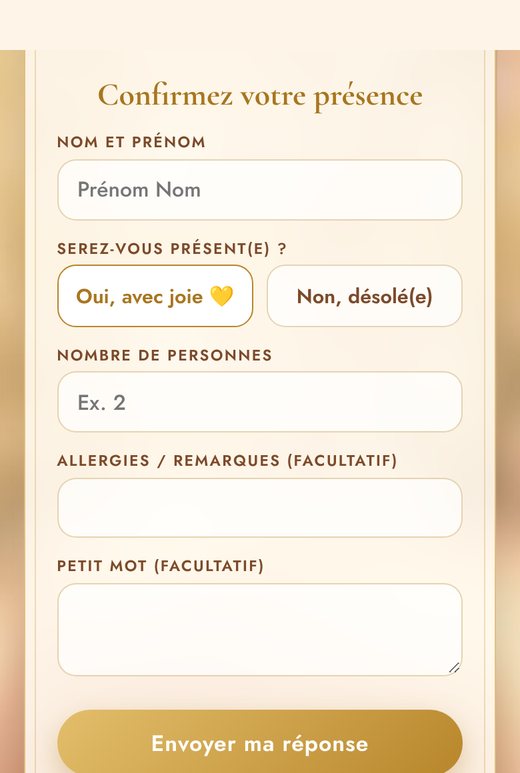 Confirmez votre présence
NOM ET PRÉNOM
Prénom Nom
SEREZ-VOUS PRÉSENT(E) ?
Oui, avec joie 💛
Non, désolé(e)
NOMBRE DE PERSONNES
Ex. 2
ALLERGIES / REMARQUES (FACULTATIF)
PETIT MOT (FACULTATIF)
Envoyer ma réponse